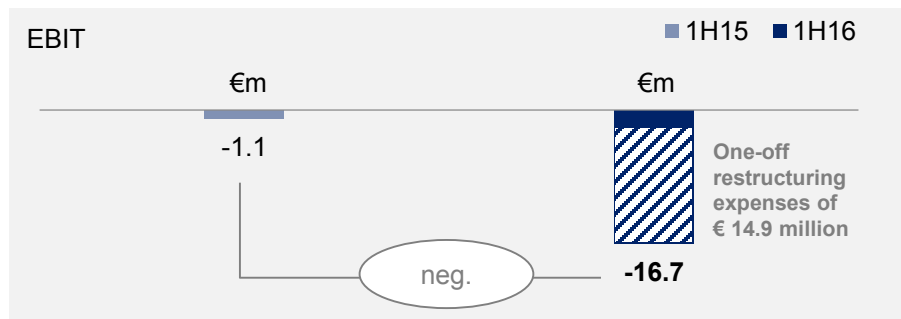 EBIT
1H15 1H16
€m €m
-1.1
One-off
restructuring
expenses of
€ 14.9 million
neg.
-16.7